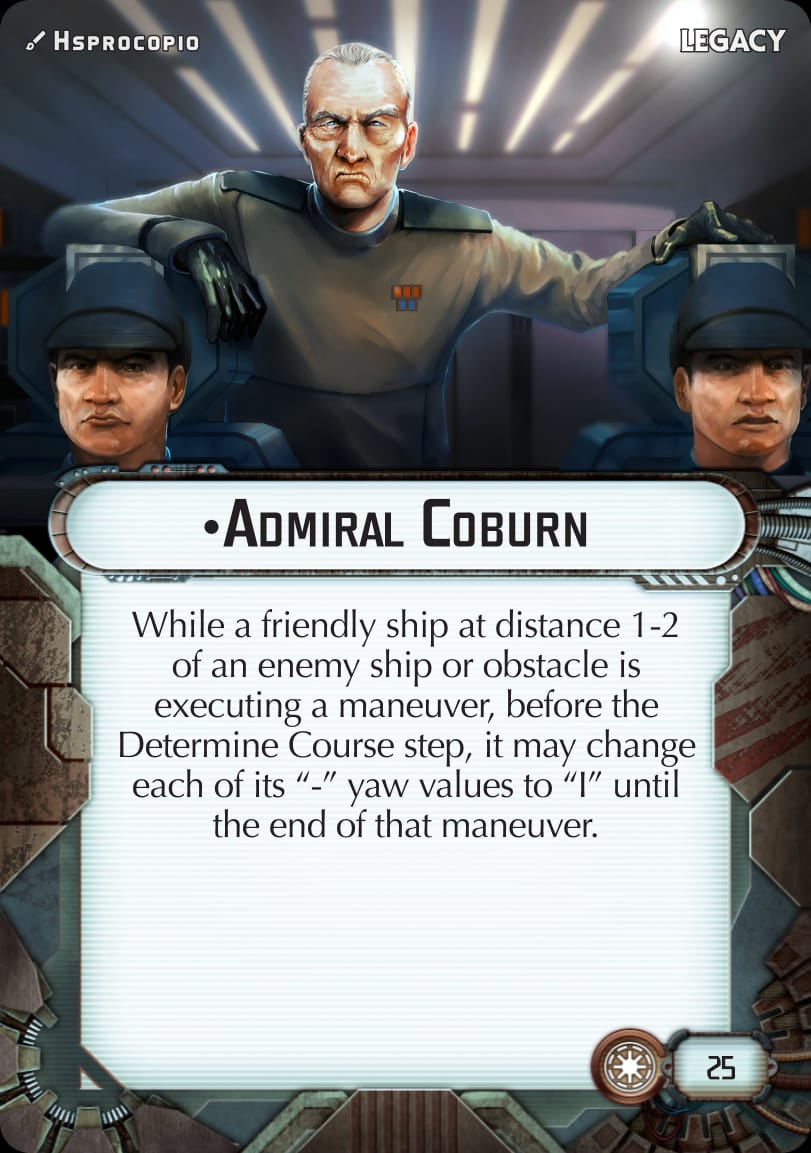 Hsprocopio
LEGACY
•Admiral Coburn
While a friendly ship at distance 1-2
of an enemy ship or obstacle is
executing a maneuver, before the
Determine Course step, it may change
each of its “-” yaw values to “I” until
the end of that maneuver.
25